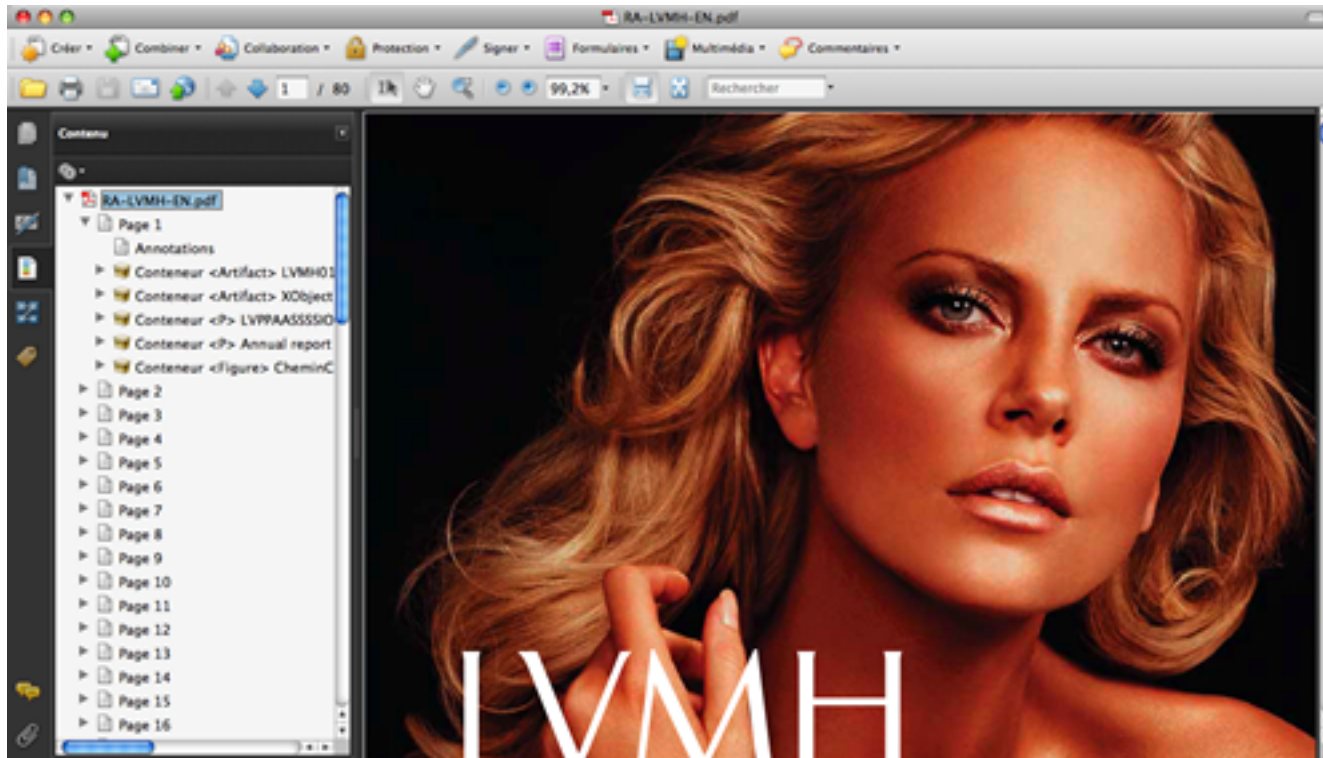 RA-LVMH-EN.pdf
Créer Combiner Collaboration Protection Signer Formulaires Multimédia Commentaires
1 / 80 99,2% Rechercher
Contenu
RA-LVMH-EN.pdf
Page 1
Annotations
Conteneur <Artifact> LVMH01
Conteneur <Artifact> XObject
Conteneur <P> LVPPAASSSSIO
Conteneur <P> Annual report
Conteneur <Figure> CheminC
Page 2
Page 3
Page 4
Page 5
Page 6
Page 7
Page 8
Page 9
Page 10
Page 11
Page 12
Page 13
Page 14
Page 15
Page 16
LVMH